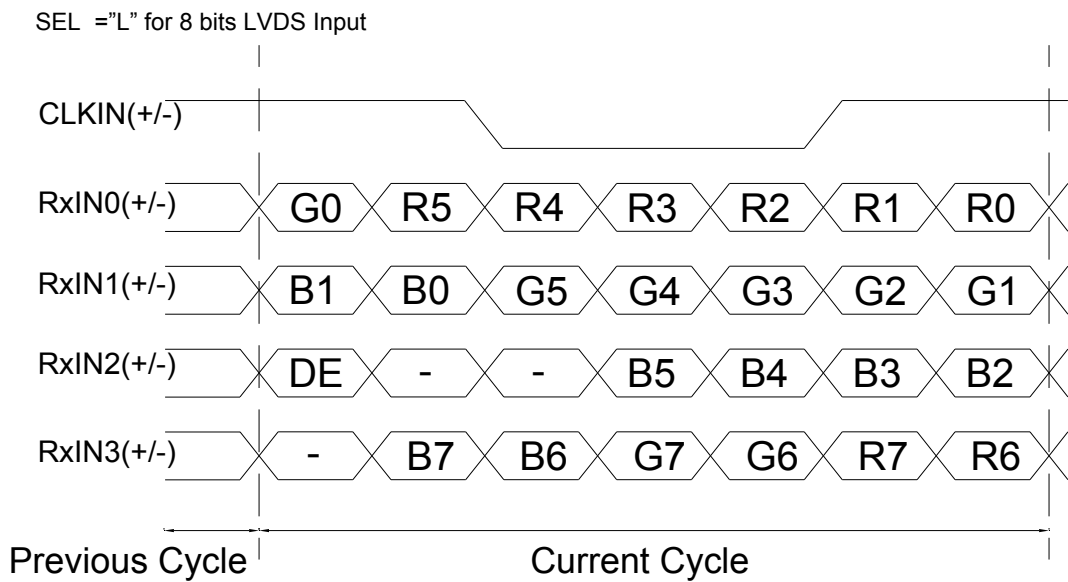 SEL ="L" for 8 bits LVDS Input
CLKIN(+/-)
RxIN0(+/-) G0 R5 R4 R3 R2 R1 R0
RxIN1(+/-) B1 B0 G5 G4 G3 G2 G1
RxIN2(+/-) DE - - B5 B4 B3 B2
RxIN3(+/-) - B7 B6 G7 G6 R7 R6
Previous Cycle Current Cycle